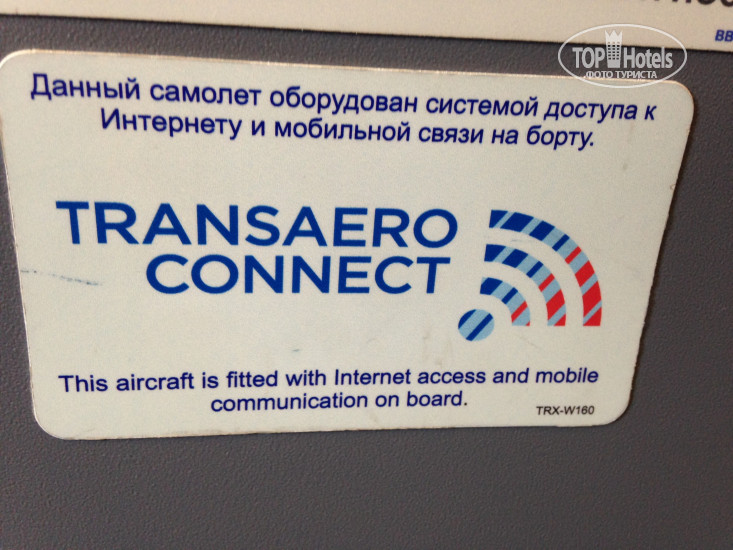 BB
TOP Hotels
ФОТО ТУРИСТА
Данный самолет оборудован системой доступа к
Интернету и мобильной связи на борту.
TRANSAERO
CONNECT
This aircraft is fitted with Internet access and mobile
communication on board.
TRX-W160